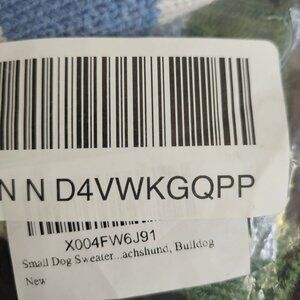 N N D4VWKGQPP
X004FW6J91
Small Dog Sweater...achshund, Bulldog
New